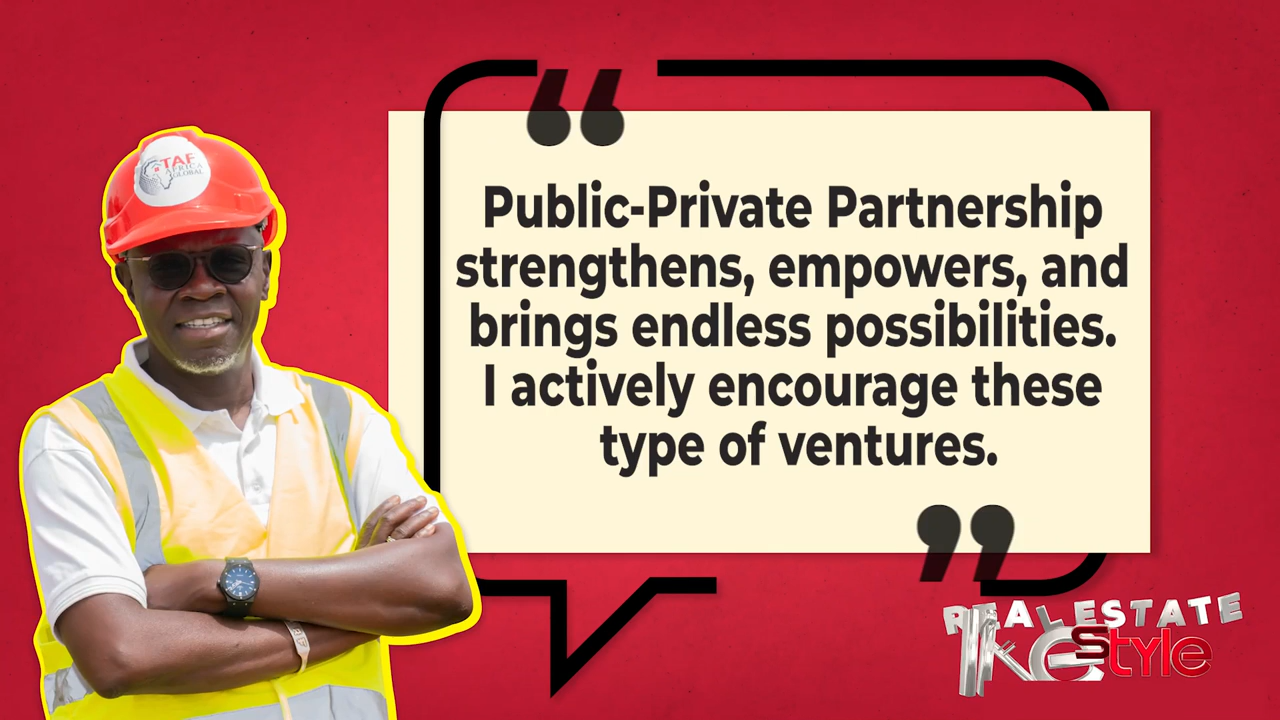 TAF
AFRICA
GLOBAL
“
Public-Private Partnership
strengthens, empowers, and
brings endless possibilities.
I actively encourage these
type of ventures.
”
REAL ESTATE
Ike Style